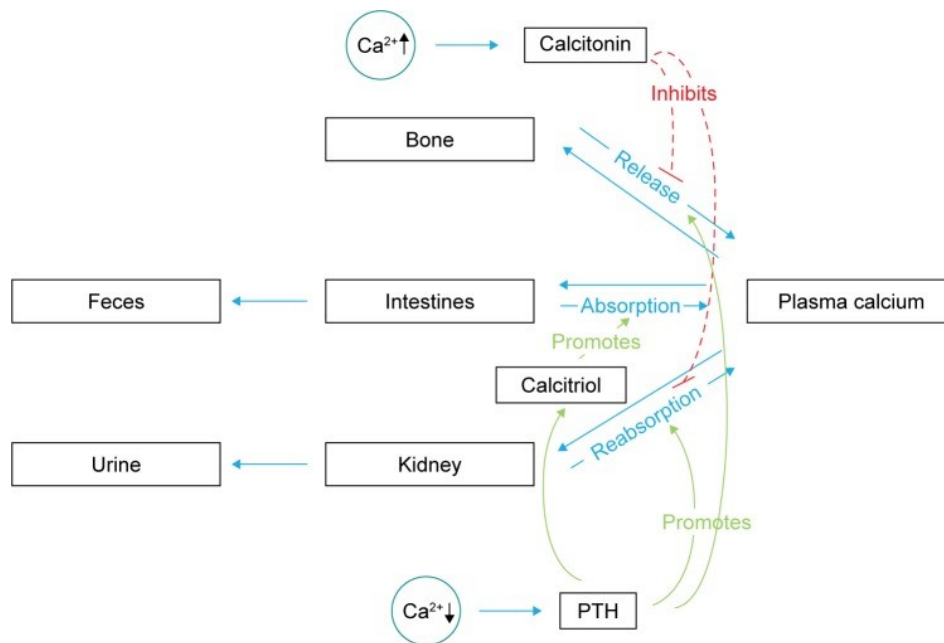 Ca²⁺↑
Calcitonin
Inhibits
Bone
Release
Feces
Intestines
Absorption
Plasma calcium
Promotes
Calcitriol
Reabsorption
Urine
Kidney
Promotes
Ca²⁺↓
PTH